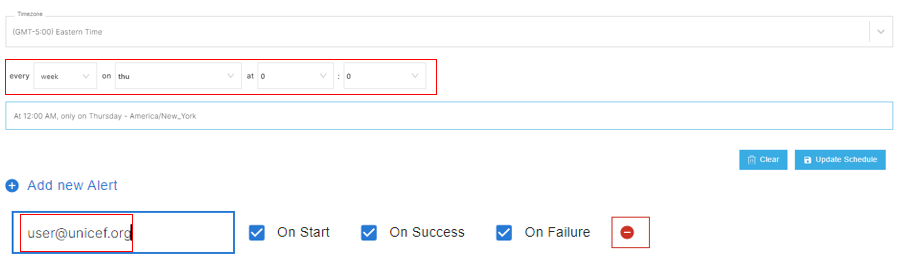 Timezone
(GMT-5:00) Eastern Time
every week on thu at 0 : 0
At 12:00 AM, only on Thursday - America/New_York
Clear Update Schedule
Add new Alert
user@unicef.org On Start On Success On Failure